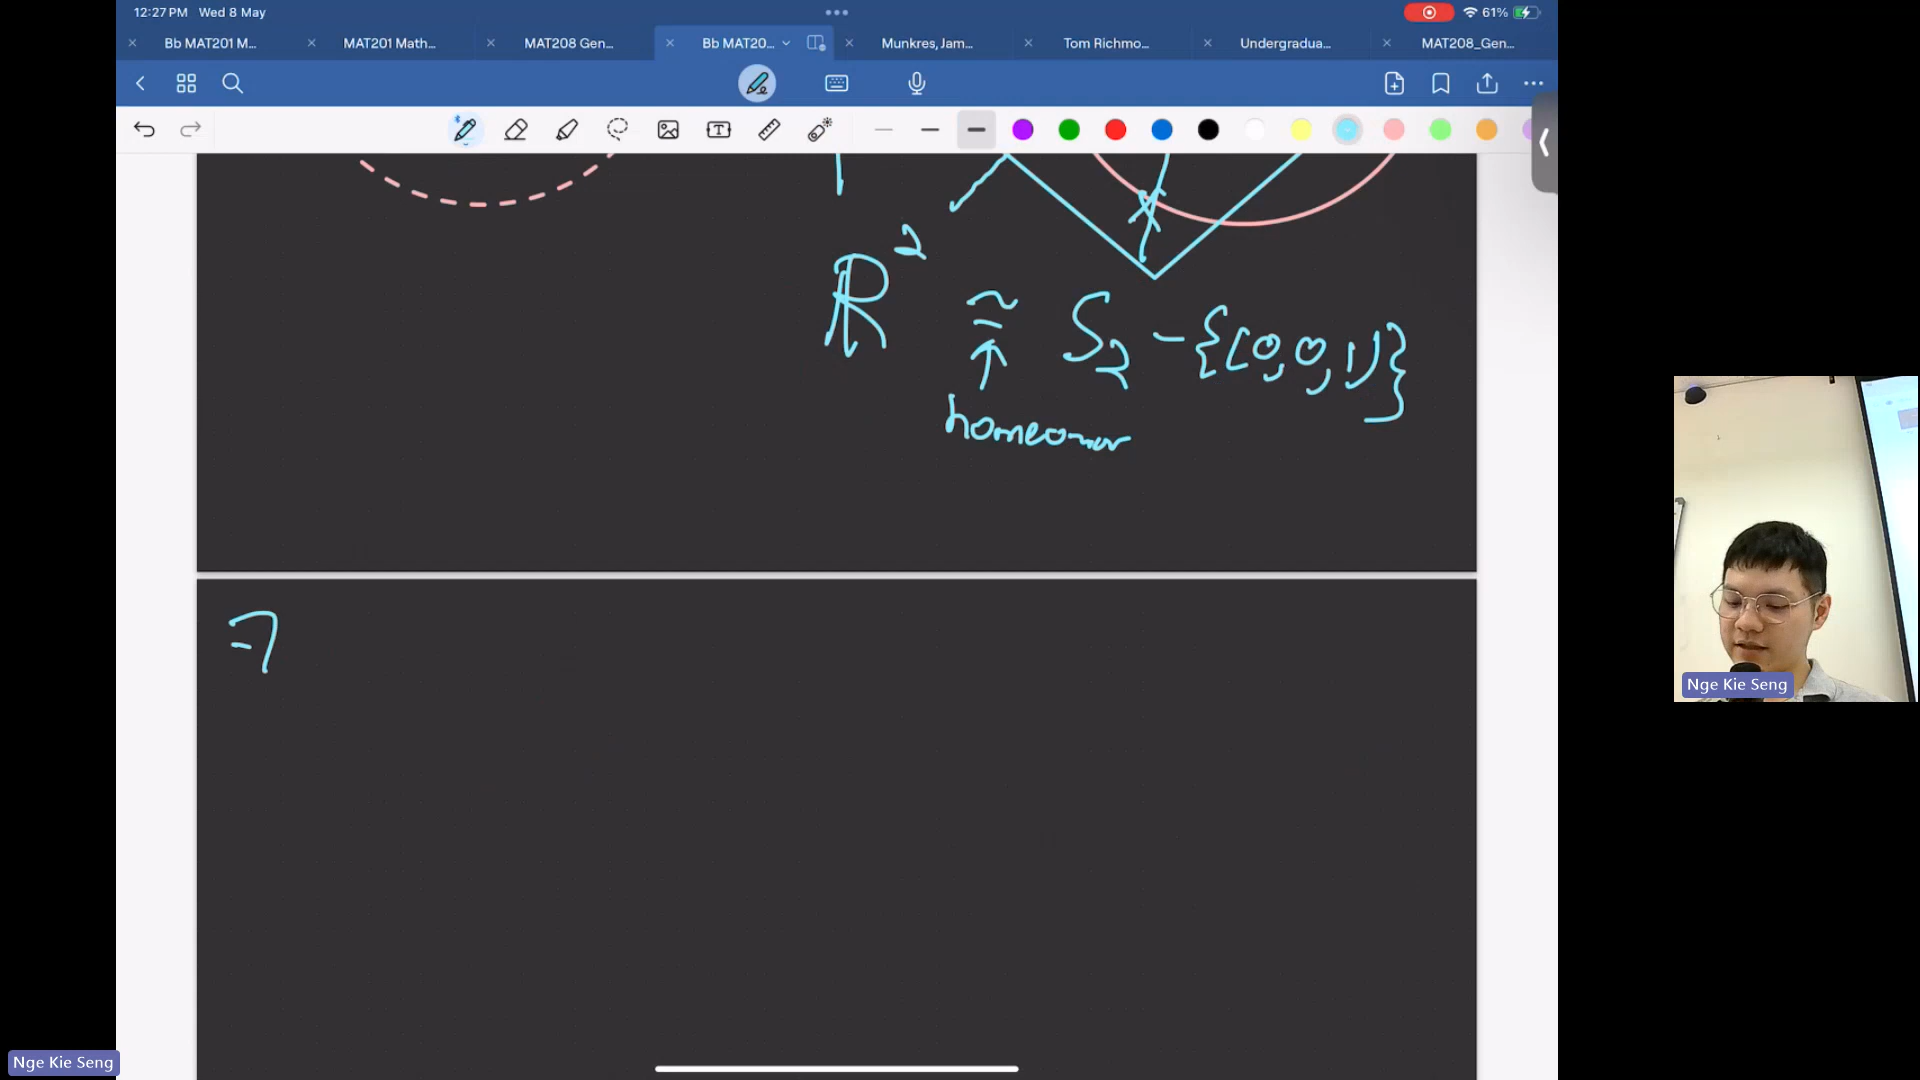 12:27 PM Wed 8 May
61%
Bb MAT201 M...
MAT201 Math...
MAT208 Gen...
Bb MAT20...
Munkres, Jam...
Tom Richmo...
Undergradua...
MAT208_Gen...
ℝ² ≅ S₂ - {(0,0,1)}
↑
homeomor
Nge Kie Seng
Nge Kie Seng